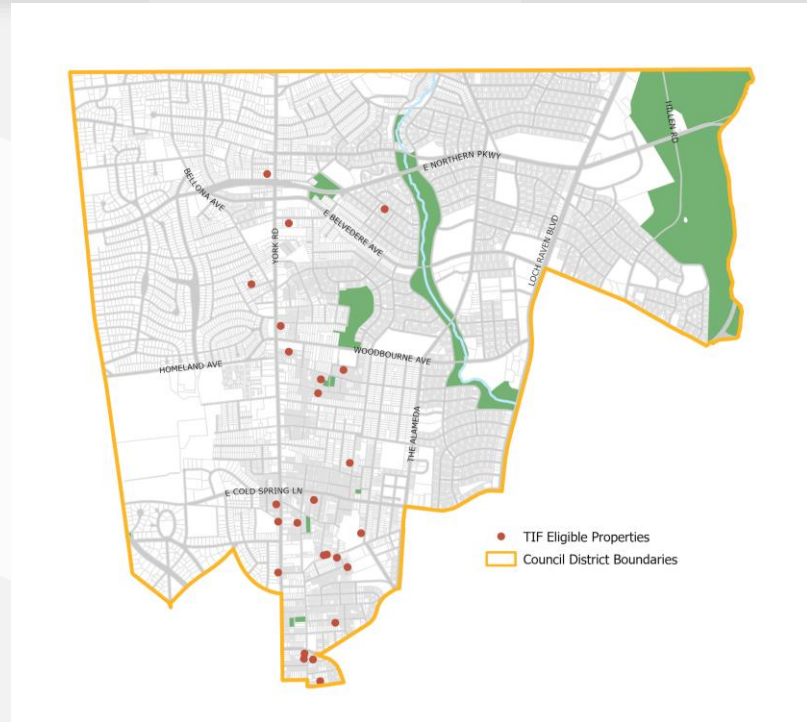 HILLEN RD
E NORTHERN PKWY
BELLONA AVE
E BELVEDERE AVE
YORK RD
LOCH RAVEN BLVD
WOODBOURNE AVE
HOMELAND AVE
THE ALAMEDA
E COLD SPRING LN
TIF Eligible Properties
Council District Boundaries